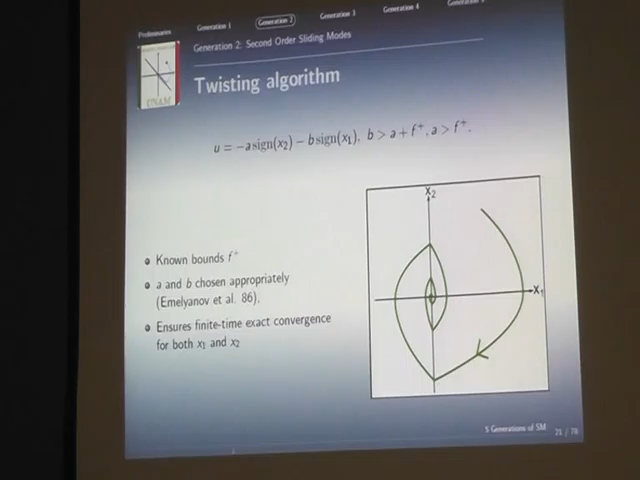 Preliminaries Generation 1 Generation 2 Generation 3 Generation 4
Generation 2: Second Order Sliding Modes
UNAM
Twisting algorithm
u = −a sign(x₂) − b sign(x₁), b > a + f⁺, a > f⁺.
Known bounds f⁺
a and b chosen appropriately
(Emelyanov et al. 86).
Ensures finite-time exact convergence
for both x₁ and x₂
x₂
x₁
5 Generations of SM 21 / 78